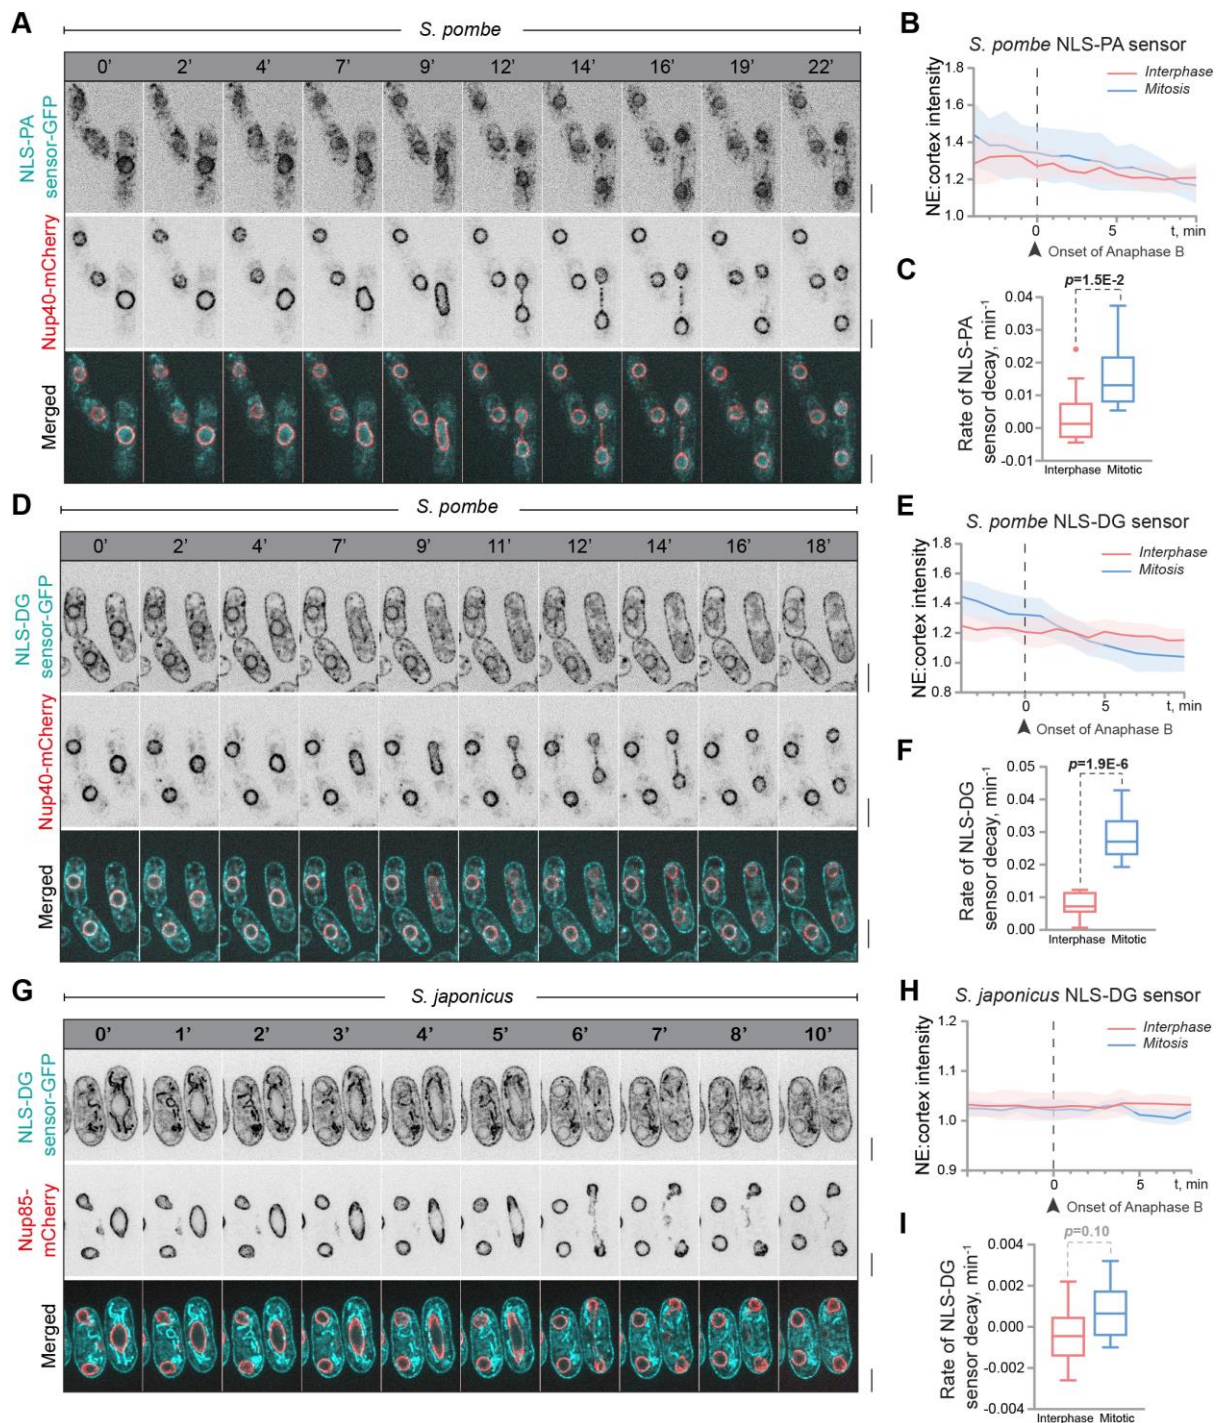 A
S. pombe
0’ 2’ 4’ 7’ 9’ 12’ 14’ 16’ 19’ 22’
NLS-PA
sensor-GFP
Nup40-mCherry
Merged
B
S. pombe NLS-PA sensor
NE:cortex intensity
1.8
1.6
1.4
1.2
1.0
Interphase
Mitosis
0 5 t, min
Onset of Anaphase B
C
p=1.5E-2
Rate of NLS-PA
sensor decay, min-1
0.04
0.03
0.02
0.01
0.00
-0.01
Interphase Mitotic
D
S. pombe
0’ 2’ 4’ 7’ 9’ 11’ 12’ 14’ 16’ 18’
NLS-DG
sensor-GFP
Nup40-mCherry
Merged
E
S. pombe NLS-DG sensor
NE:cortex intensity
1.8
1.6
1.4
1.2
1.0
0.8
Interphase
Mitosis
0 5 t, min
Onset of Anaphase B
F
p=1.9E-6
Rate of NLS-DG
sensor decay, min-1
0.05
0.04
0.03
0.02
0.01
0.00
Interphase Mitotic
G
S. japonicus
0’ 1’ 2’ 3’ 4’ 5’ 6’ 7’ 8’ 10’
NLS-DG
sensor-GFP
Nup85-
mCherry
Merged
H
S. japonicus NLS-DG sensor
NE:cortex intensity
1.2
1.1
1.0
0.9
Interphase
Mitosis
0 5 t, min
Onset of Anaphase B
I
p=0.10
Rate of NLS-DG
sensor decay, min-1
0.004
0.002
0.000
-0.002
-0.004
Interphase Mitotic